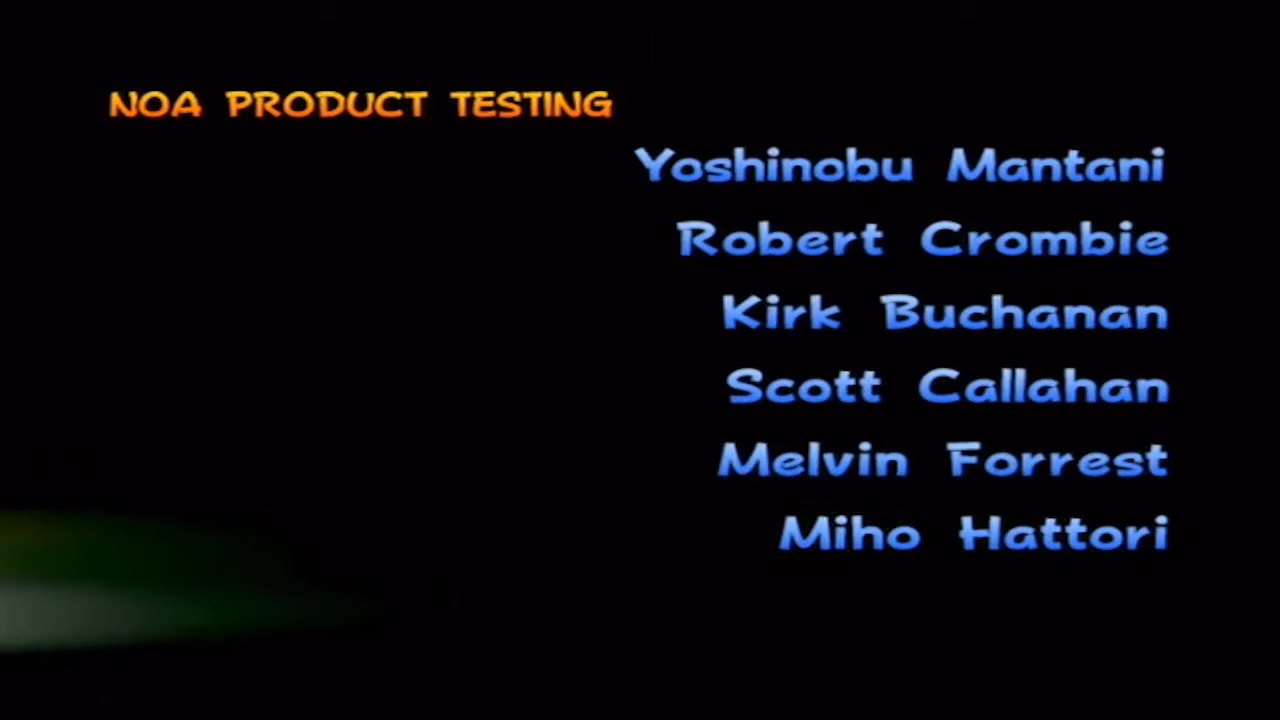 NOA PRODUCT TESTING
Yoshinobu Mantani
Robert Crombie
Kirk Buchanan
Scott Callahan
Melvin Forrest
Miho Hattori